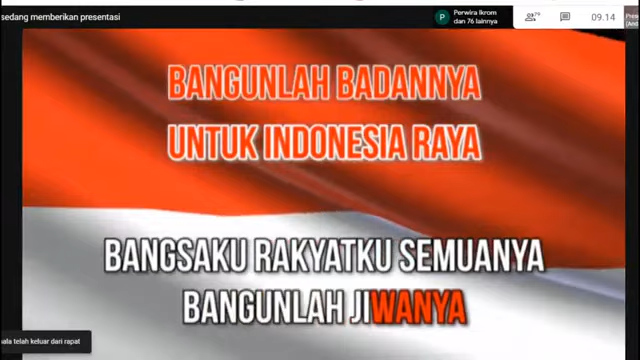 sedang memberikan presentasi
P
Perwira Ikrom
dan 76 lainnya
79
09.14
BANGUNLAH BADANNYA
UNTUK INDONESIA RAYA
BANGSAKU RAKYATKU SEMUANYA
BANGUNLAH JIWANYA
telah keluar dari rapat